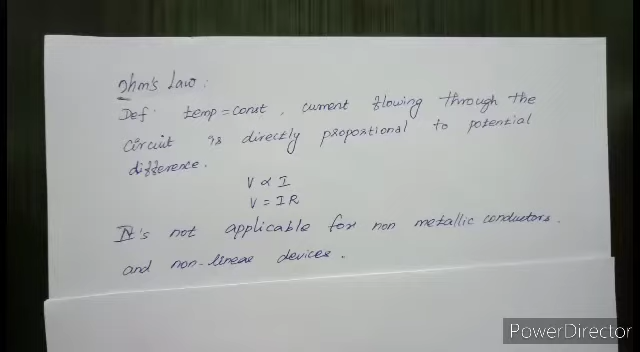 Ohm's Law:
Def: temp=const, current flowing through the
circuit is directly proportional to potential
difference.
V ∝ I
V = IR
It's not applicable for non metallic conductors.
and non-linear devices.
PowerDirector